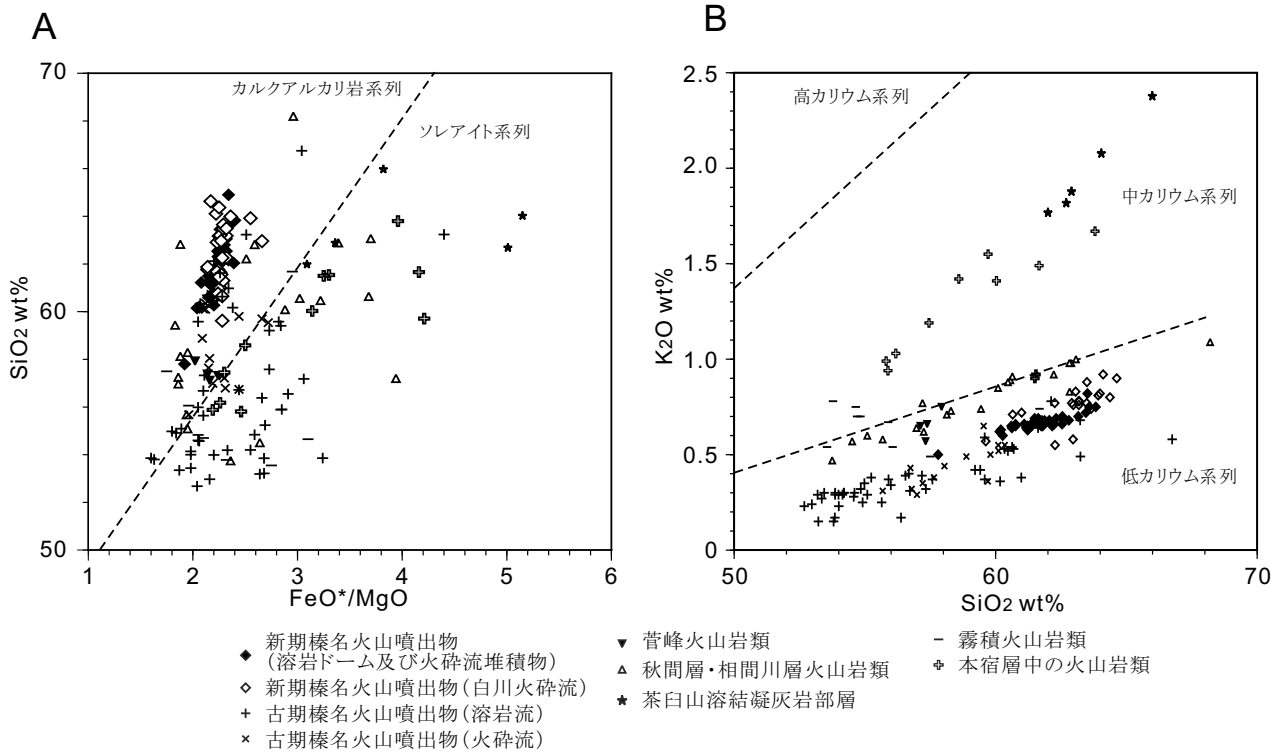 A
70
60
50
SiO2 wt%
カルクアルカリ岩系列
ソレアイト系列
1 2 3 4 5 6
FeO*/MgO
B
2.5
2.0
1.5
1.0
0.5
0
K2O wt%
高カリウム系列
中カリウム系列
低カリウム系列
50 60 70
SiO2 wt%
新期榛名火山噴出物
(溶岩ドーム及び火砕流堆積物)
新期榛名火山噴出物(白川火砕流)
古期榛名火山噴出物(溶岩流)
古期榛名火山噴出物(火砕流)
菅峰火山岩類
秋間層・相間川層火山岩類
茶臼山溶結凝灰岩部層
霧積火山岩類
本宿層中の火山岩類